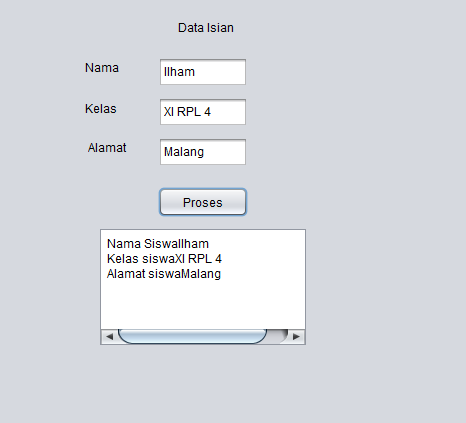 Data Isian
Nama Ilham
Kelas XI RPL 4
Alamat Malang
Proses
Nama SiswaIlham
Kelas siswaXI RPL 4
Alamat siswaMalang